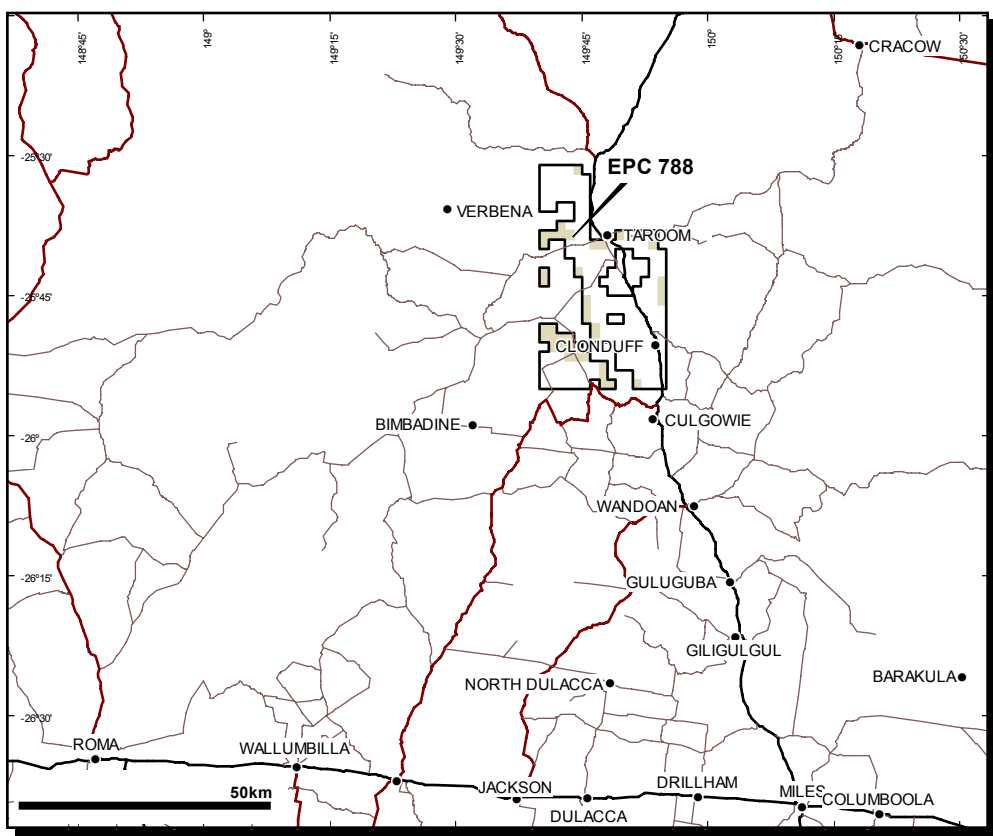 148°45'
149°
149°15'
149°30'
149°45'
150°
150°15'
150°30'
CRACOW
-25°30'
EPC 788
VERBENA
TAROOM
-25°45'
CLONDUFF
BIMBADINE
CULGOWIE
-26°
WANDOAN
-26°15'
GULUGUBA
GILIGULGUL
NORTH DULACCA
BARAKULA
-26°30'
ROMA
WALLUMBILLA
JACKSON
DRILLHAM
50km
MILES
COLUMBOOLA
DULACCA